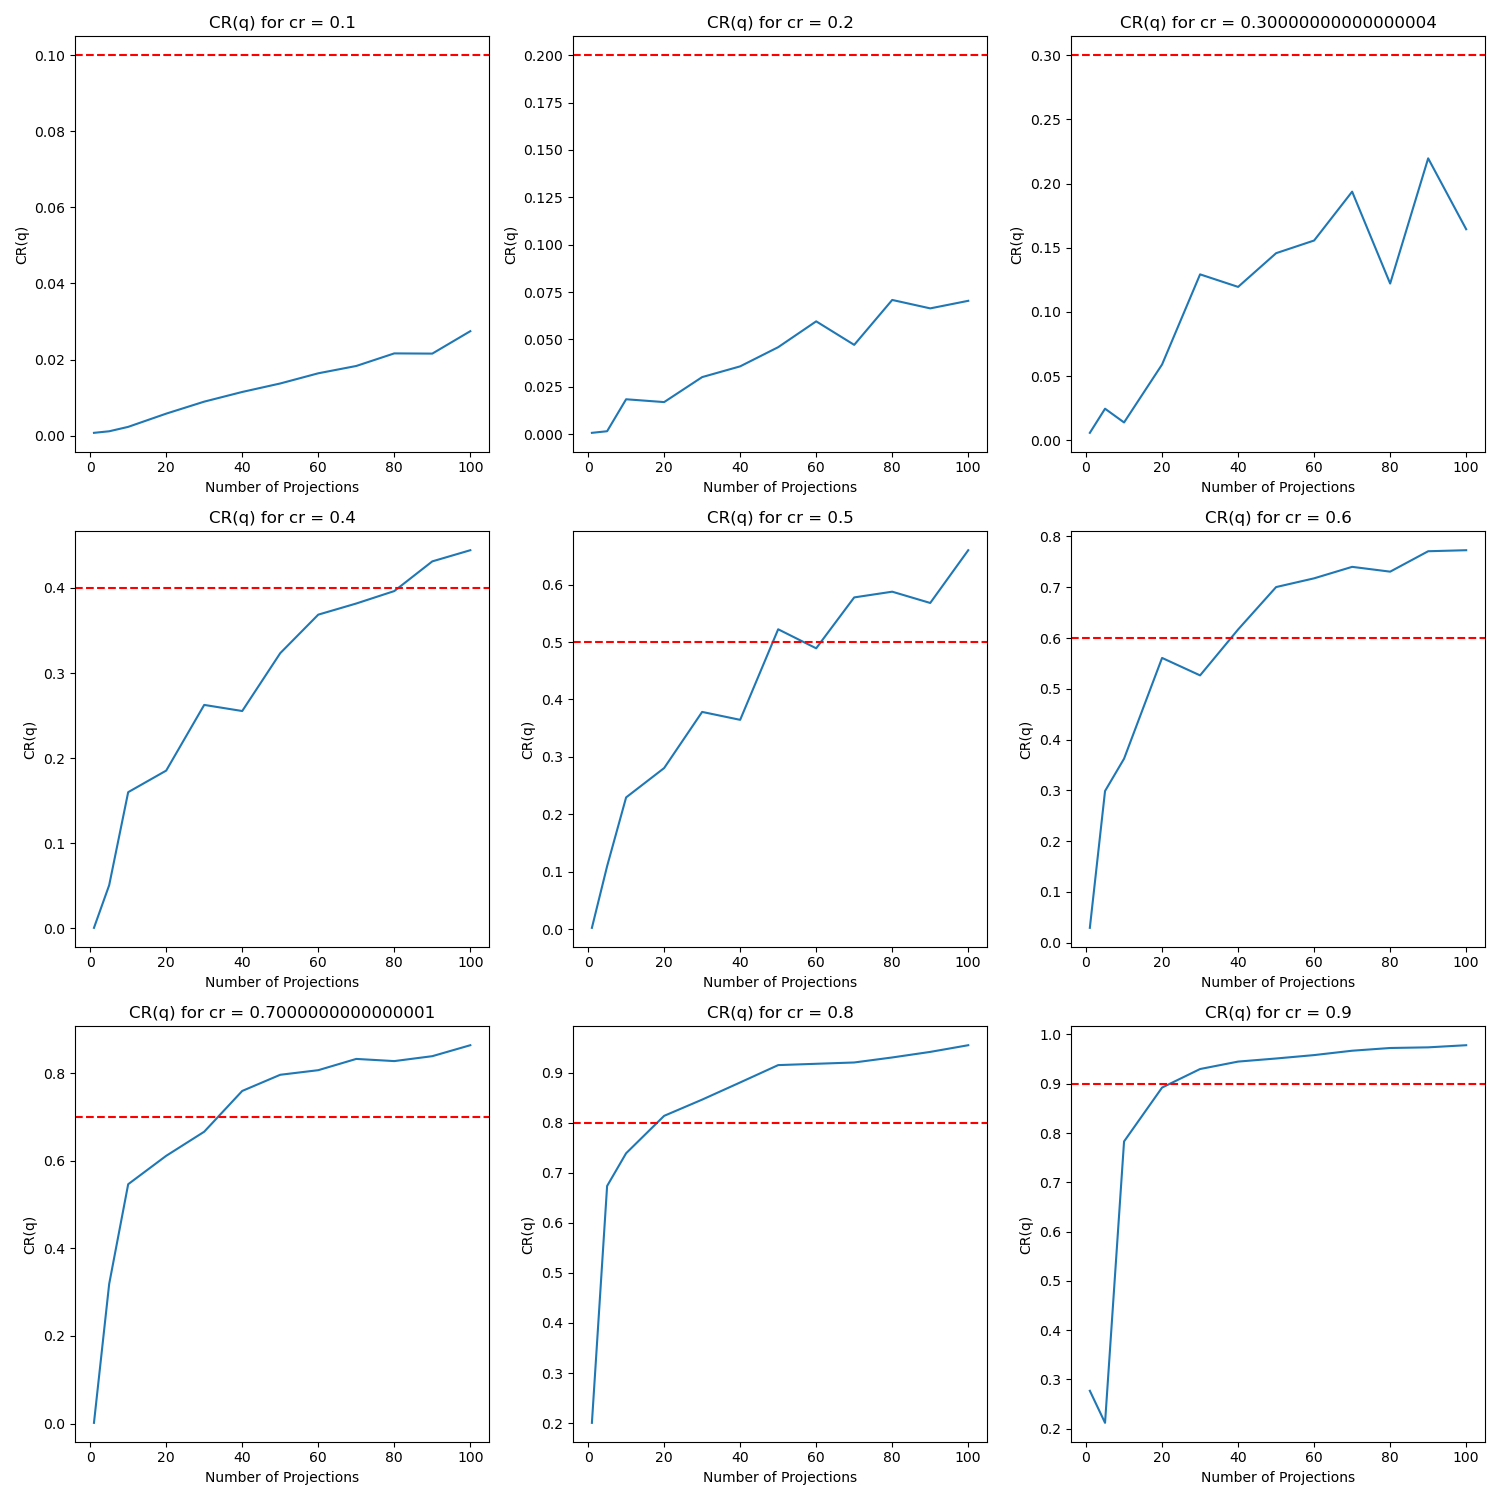 CR(q) for cr = 0.1
CR(q) for cr = 0.2
CR(q) for cr = 0.30000000000000004
0.10
0.08
0.06
0.04
0.02
0.00
CR(q)
0 20 40 60 80 100
Number of Projections
0.200
0.175
0.150
0.125
0.100
0.075
0.050
0.025
0.000
CR(q)
0 20 40 60 80 100
Number of Projections
0.30
0.25
0.20
0.15
0.10
0.05
0.00
CR(q)
0 20 40 60 80 100
Number of Projections
CR(q) for cr = 0.4
CR(q) for cr = 0.5
CR(q) for cr = 0.6
0.4
0.3
0.2
0.1
0.0
CR(q)
0 20 40 60 80 100
Number of Projections
0.6
0.5
0.4
0.3
0.2
0.1
0.0
CR(q)
0 20 40 60 80 100
Number of Projections
0.8
0.7
0.6
0.5
0.4
0.3
0.2
0.1
0.0
CR(q)
0 20 40 60 80 100
Number of Projections
CR(q) for cr = 0.7000000000000001
CR(q) for cr = 0.8
CR(q) for cr = 0.9
0.8
0.6
0.4
0.2
0.0
CR(q)
0 20 40 60 80 100
Number of Projections
0.9
0.8
0.7
0.6
0.5
0.4
0.3
0.2
CR(q)
0 20 40 60 80 100
Number of Projections
1.0
0.9
0.8
0.7
0.6
0.5
0.4
0.3
0.2
CR(q)
0 20 40 60 80 100
Number of Projections